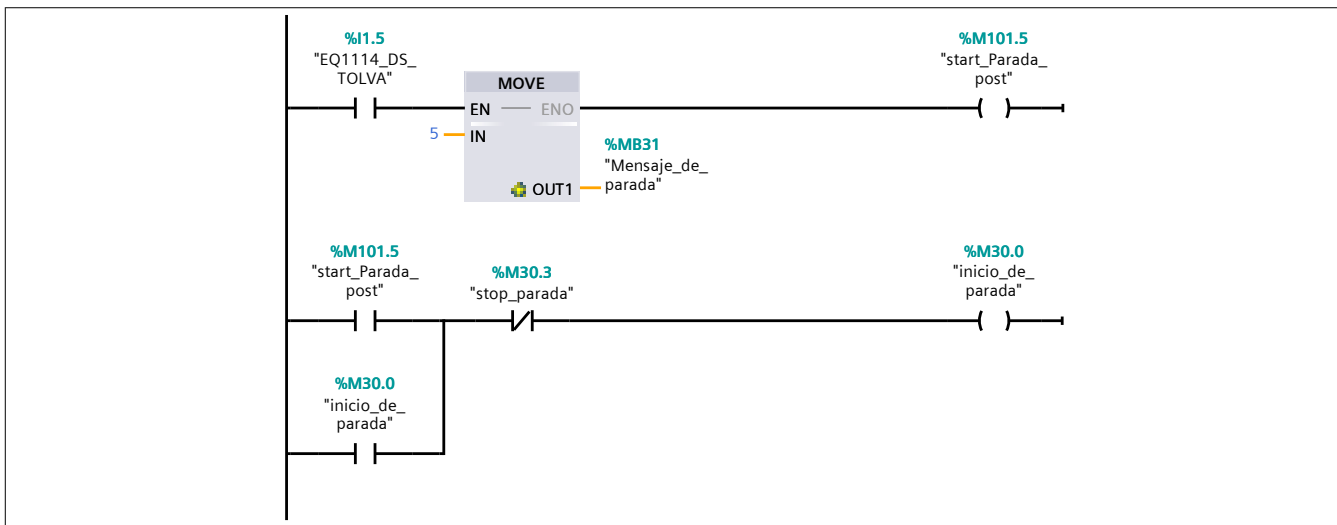 %I1.5
"EQ1114_DS_
TOLVA"
MOVE
EN
ENO
5
IN
OUT1
%MB31
"Mensaje_de_
parada"
%M101.5
"start_Parada_
post"
%M101.5
"start_Parada_
post"
%M30.3
"stop_parada"
%M30.0
"inicio_de_
parada"
%M30.0
"inicio_de_
parada"